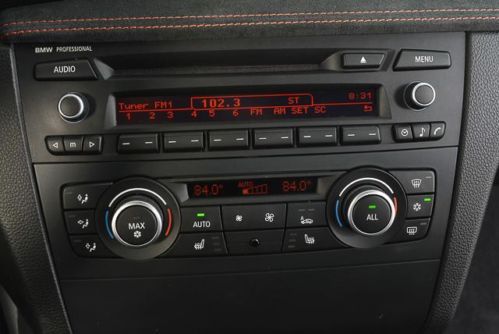 BMW PROFESSIONAL
AUDIO
MENU
Tuner FM1 102.3 ST 8:31
1 2 3 4 5 6 FM AM SET SC
m
84.0° AUTO 84.0°
MAX
AUTO
ALL